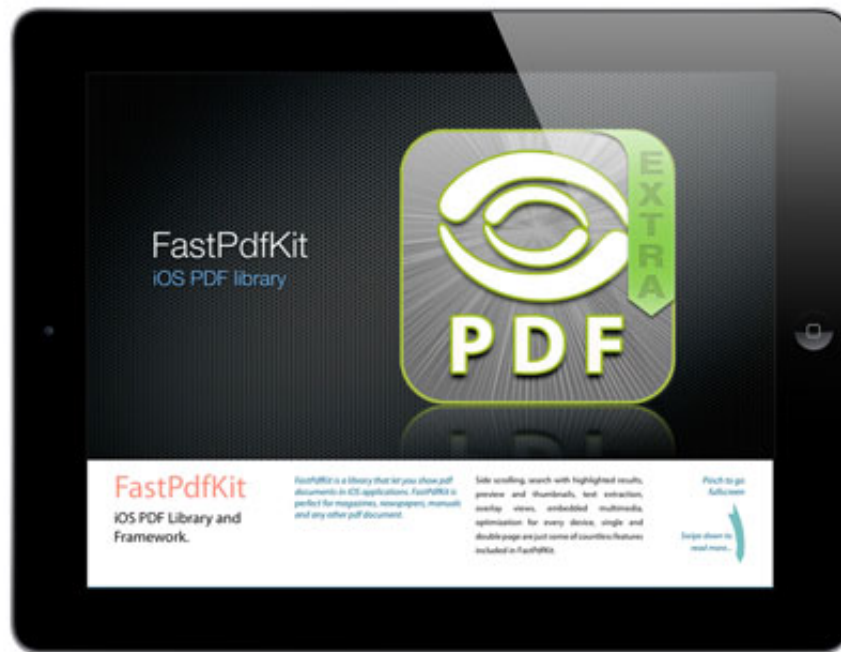 FastPdfKit
iOS PDF library
EXTRA
PDF
FastPdfKit
iOS PDF Library and
Framework.
FastPdfKit is a library that let you show pdf
documents in iOS applications. FastPdfKit is
perfect for magazines, newspapers, manuals
and any other pdf document.
Side scrolling, search with highlighted results,
preview and thumbnails, text extraction,
overlay views, embedded multimedia,
optimization for every device, single and
double page are just some of countless features
included in FastPdfKit.
Pinch to go
fullscreen
Swipe down to
read more...